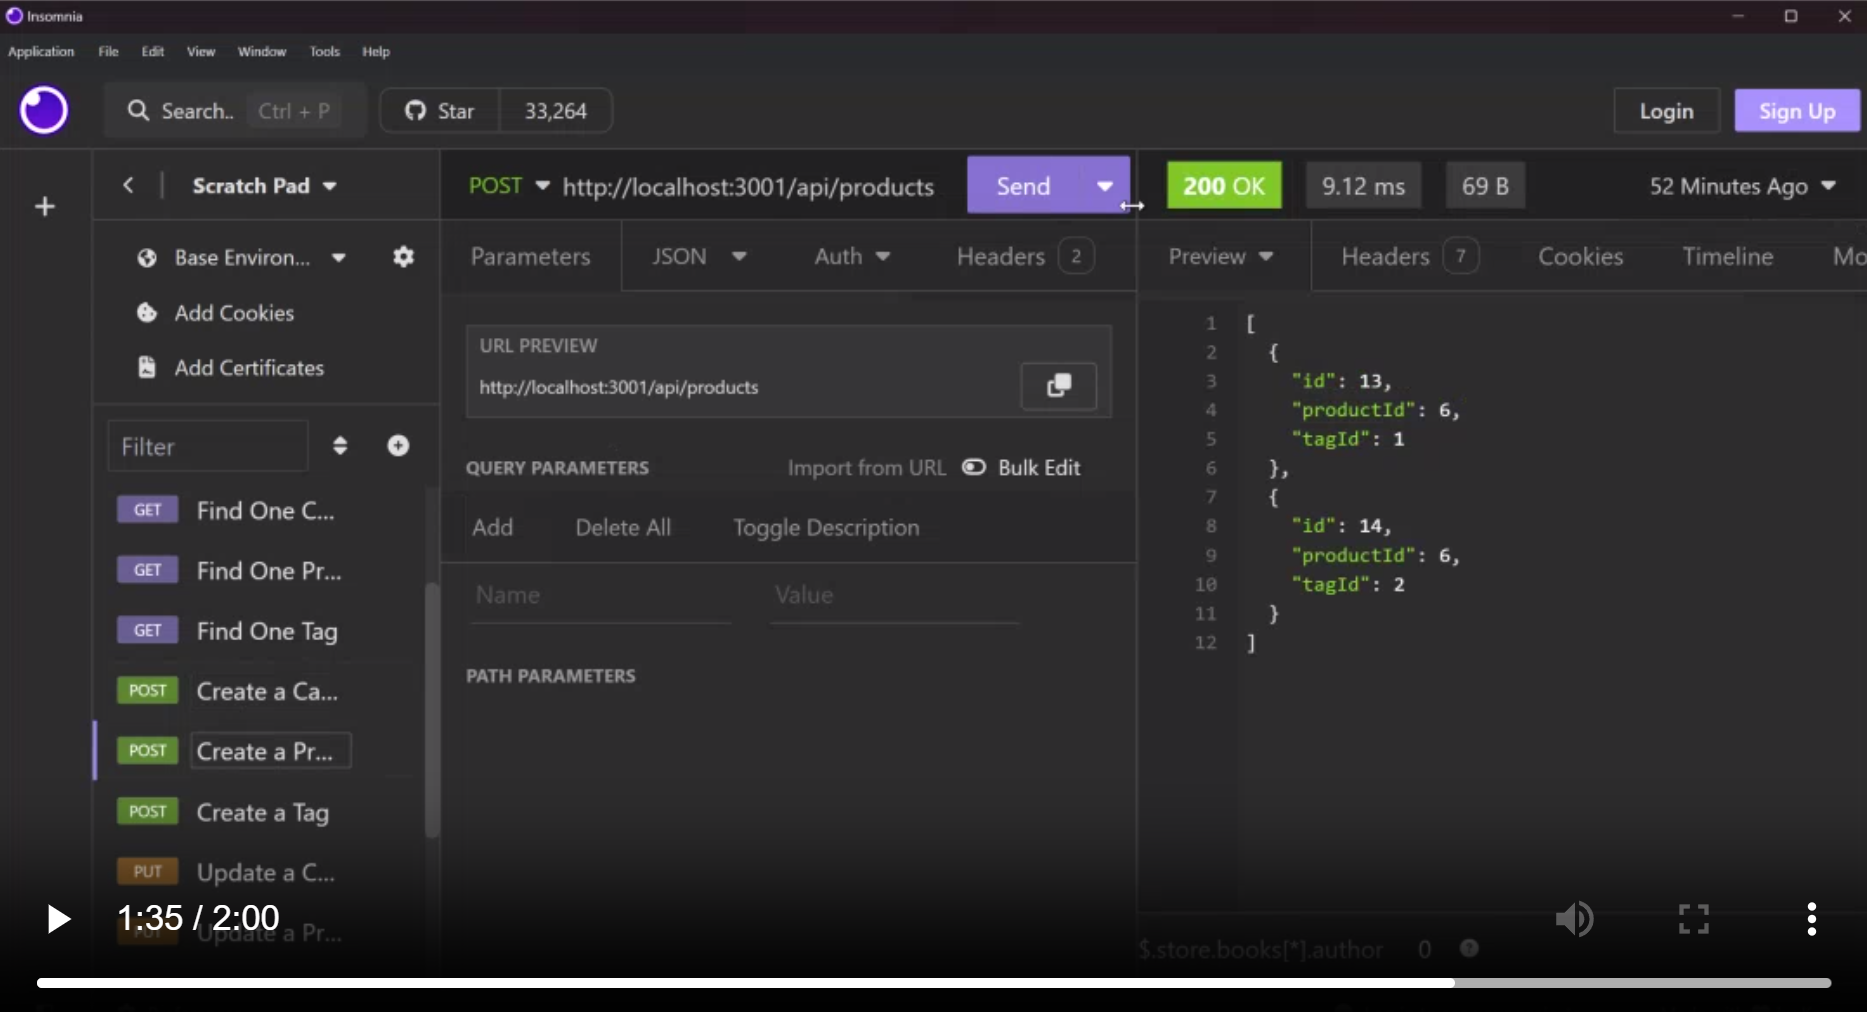 Insomnia
Application File Edit View Window Tools Help
Search.. Ctrl + P Star 33,264 Login Sign Up
Scratch Pad
Base Environ...
Add Cookies
Add Certificates
Filter
GET Find One C...
GET Find One Pr...
GET Find One Tag
POST Create a Ca...
POST Create a Pr...
POST Create a Tag
PUT Update a C...
PUT Update a Pr...
POST http://localhost:3001/api/products Send
Parameters JSON Auth Headers 2
URL PREVIEW
http://localhost:3001/api/products
QUERY PARAMETERS Import from URL Bulk Edit
Add Delete All Toggle Description
Name Value
PATH PARAMETERS
200 OK 9.12 ms 69 B 52 Minutes Ago
Preview Headers 7 Cookies Timeline Mo
1 [
2 {
3 "id": 13,
4 "productId": 6,
5 "tagId": 1
6 },
7 {
8 "id": 14,
9 "productId": 6,
10 "tagId": 2
11 }
12 ]
$.store.books[*].author 0
1:35 / 2:00